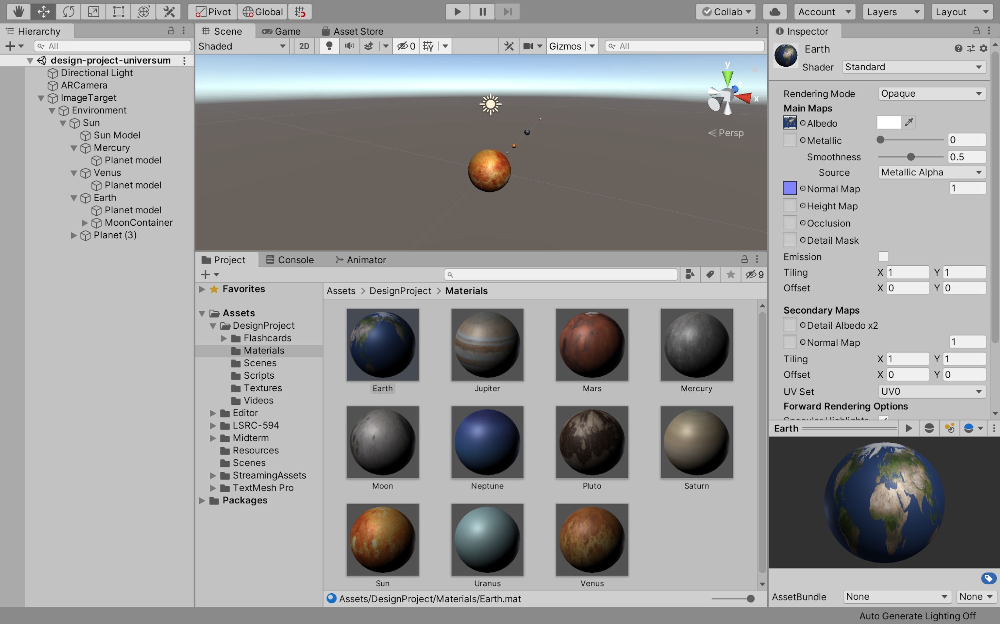 Pivot Global Collab Account Layers Layout
Hierarchy
All
design-project-universum
Directional Light
ARCamera
ImageTarget
Environment
Sun
Sun Model
Mercury
Planet model
Venus
Planet model
Earth
Planet model
MoonContainer
Planet (3)
Scene Game Asset Store
Shaded 2D 0 Gizmos All
y
z
x
Persp
Project Console Animator
9
Favorites
Assets
DesignProject
Flashcards
Materials
Scenes
Scripts
Textures
Videos
Editor
LSRC-594
Midterm
Resources
Scenes
StreamingAssets
TextMesh Pro
Packages
Assets > DesignProject > Materials
Earth Jupiter Mars Mercury
Moon Neptune Pluto Saturn
Sun Uranus Venus
Assets/DesignProject/Materials/Earth.mat
Inspector
Earth
Shader Standard
Rendering Mode Opaque
Main Maps
Albedo
Metallic 0
Smoothness 0.5
Source Metallic Alpha
Normal Map 1
Height Map
Occlusion
Detail Mask
Emission
Tiling X 1 Y 1
Offset X 0 Y 0
Secondary Maps
Detail Albedo x2
Normal Map 1
Tiling X 1 Y 1
Offset X 0 Y 0
UV Set UV0
Forward Rendering Options
Specular Highlights
Earth
AssetBundle None None
Auto Generate Lighting Off